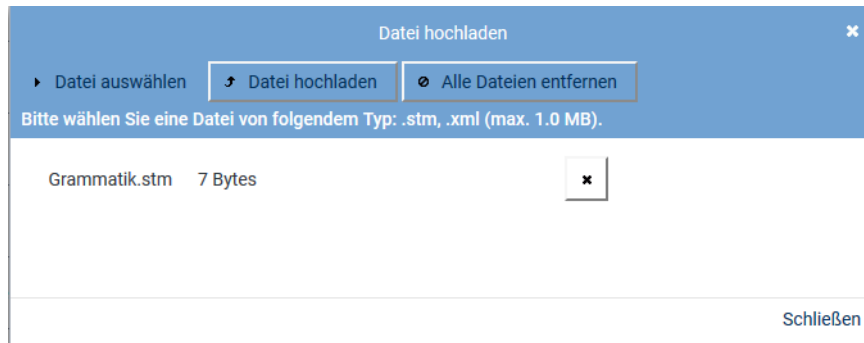 Datei hochladen
Datei auswählen Datei hochladen Alle Dateien entfernen
Bitte wählen Sie eine Datei von folgendem Typ: .stm, .xml (max. 1.0 MB).
Grammatik.stm 7 Bytes
Schließen